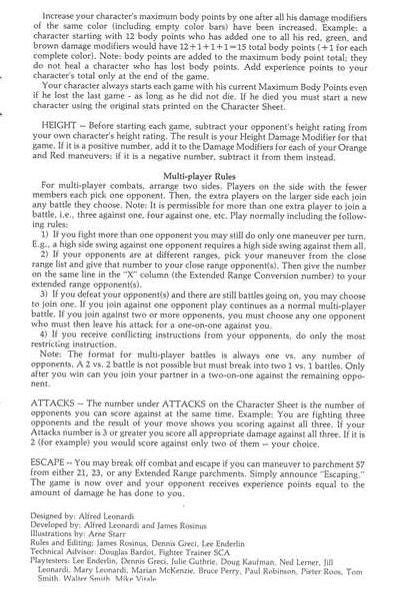 Increase your character's maximum body points by one after all his damage modifiers
of the same color (including empty color bars) have been increased. Example: a
character starting with 12 body points who has added one to all his red, green, and
brown damage modifiers would have 12+1+1+1=15 total body points (+1 for each
complete color). Note: body points are added to the maximum body point total; they
do not heal a character who has lost body points. Add experience points to your
character's total only at the end of the game.
Your character always starts each game with his current Maximum Body Points even
if he lost the last game - as long as he did not die. If he died you must start a new
character using the original stats printed on the Character Sheet.
HEIGHT — Before starting each game, subtract your opponent's height rating from
your own character's height rating. The result is your Height Damage Modifier for that
game. If it is a positive number, add it to the Damage Modifiers for each of your Orange
and Red maneuvers; if it is a negative number, subtract it from them instead.
Multi-player Rules
For multi-player combats, arrange two sides. Players on the side with the fewer
members each pick one opponent. Then, the extra players on the larger side each join
any battle they choose. Note: It is permissible for more than one extra player to join a
battle, i.e., three against one, four against one, etc. Play normally including the follow-
ing rules:
1) If you fight more than one opponent you may still do only one maneuver per turn.
E.g., a high side swing against one opponent requires a high side swing against them all.
2) If your opponents are at different ranges, pick your maneuver from the close
range list and give that number to your close range opponent(s). Then give the number
on the same line in the "X" column (the Extended Range Conversion number) to your
extended range opponent(s).
3) If you defeat your opponent(s) and there are still battles going on, you may choose
to join one. If you join against one opponent play continues as a normal multi-player
battle. If you join against two or more opponents, you must choose any one opponent
who must then leave his attack for a one-on-one against you.
4) If you receive conflicting instructions from your opponents, do only the most
restricting instruction.
Note: The format for multi-player battles is always one vs. any number of
opponents. A 2 vs. 2 battle is not possible but must break into two 1 vs. 1 battles. Only
after you win can you join your partner in a two-on-one against the remaining oppo-
nent.
ATTACKS — The number under ATTACKS on the Character Sheet is the number of
opponents you can score against at the same time. Example: You are fighting three
opponents and the result of your move shows you scoring against all three. If your
Attacks number is 3 or greater you score all appropriate damage against all three. If it is
2 (for example) you would score against only two of them — your choice.
ESCAPE — You may break off combat and escape if you can maneuver to parchment 57
from either 21, 23, or any Extended Range parchments. Simply announce "Escaping."
The game is now over and your opponent receives experience points equal to the
amount of damage he has done to you.
Designed by: Alfred Leonardi
Developed by: Alfred Leonardi and James Rosinus
Illustrations by: Arne Starr
Rules and Editing: James Rosinus, Dennis Greci, Lee Enderlin
Technical Advisor: Douglas Bardot, Fighter Trainer SCA
Playtesters: Lee Enderlin, Dennis Greci, Julie Guthrie, Doug Kaufman, Ned Lerner, Jill
Leonardi, Mary Leonardi, Marian McKenzie, Bruce Perry, Paul Robinson, Pieter Roos, Tom
Smith, Walter Smith, Mike Vitale